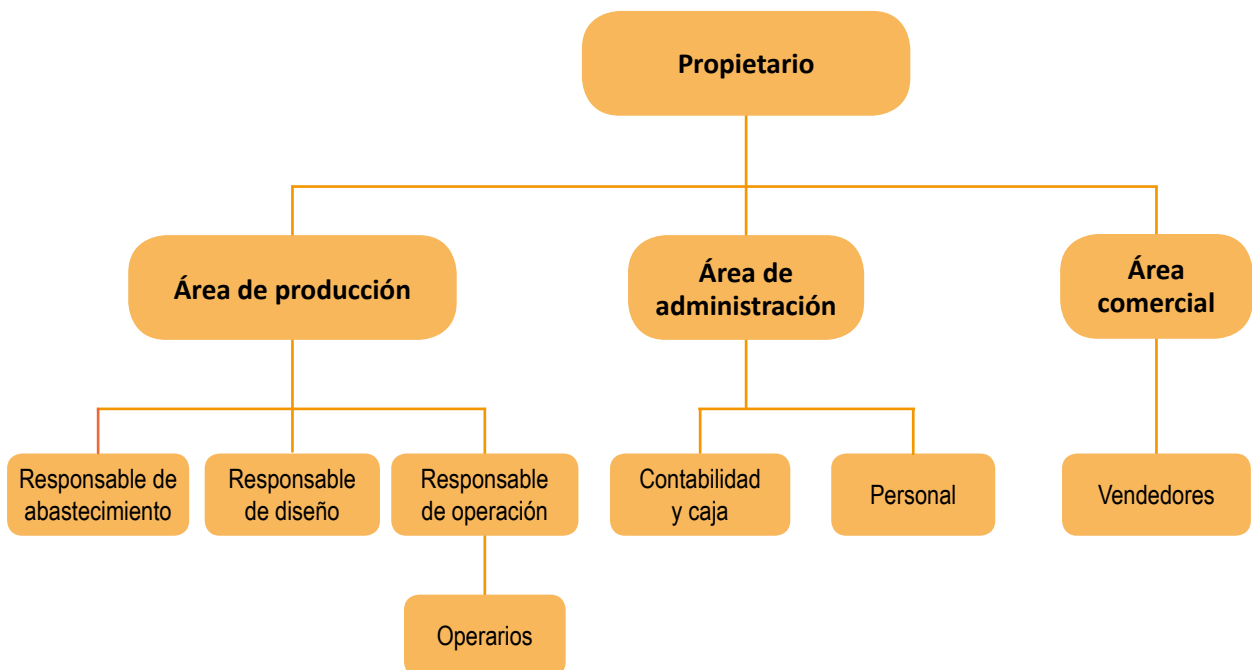 Propietario
Área de producción
Área de
administración
Área
comercial
Responsable de
abastecimiento
Responsable
de diseño
Responsable
de operación
Contabilidad
y caja
Personal
Vendedores
Operarios